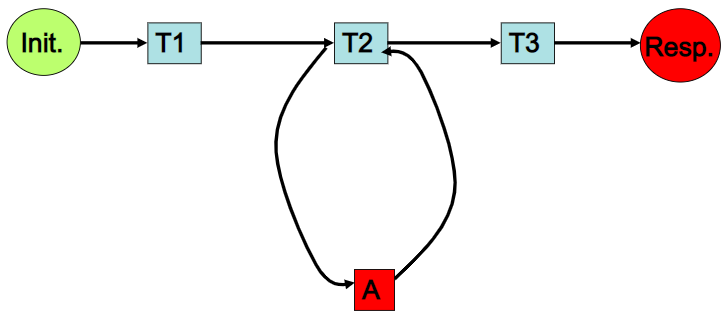 Init.
T1
T2
T3
Resp.
A